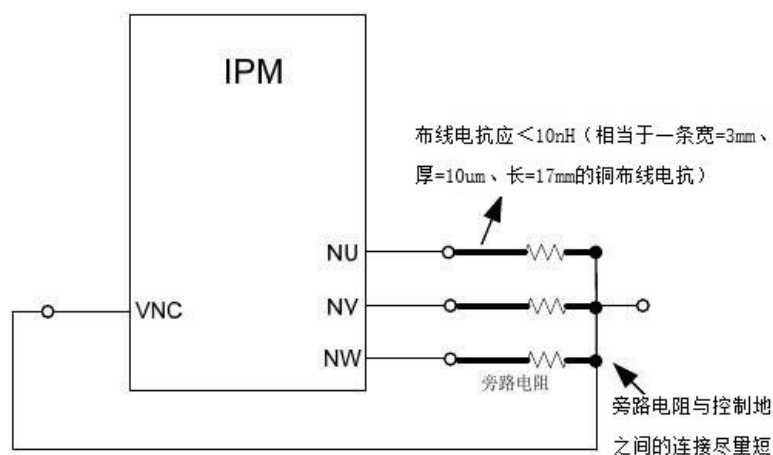 IPM
布线电抗应＜10nH（相当于一条宽=3mm、
厚=10um、长=17mm的铜布线电抗）
NU
VNC
NV
NW
旁路电阻
旁路电阻与控制地
之间的连接尽量短